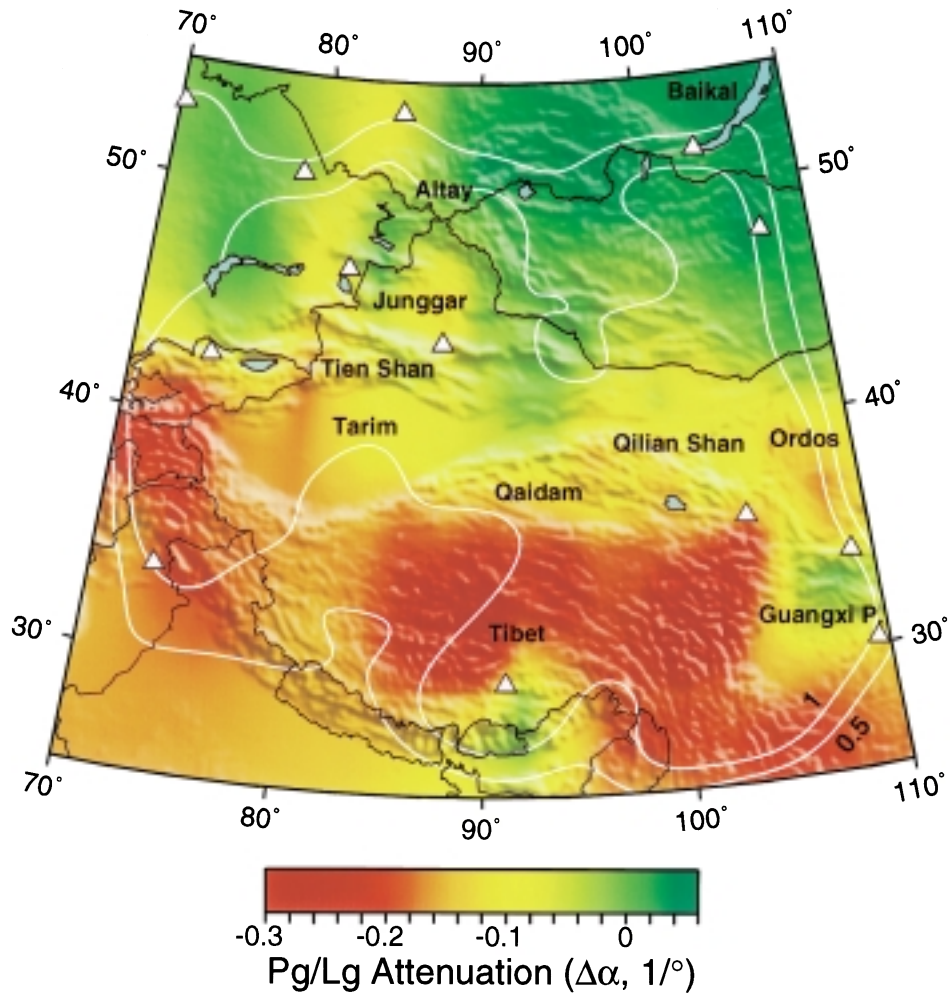 70° 80° 90° 100° 110°
Baikal
50° 50°
Altay
Junggar
Tien Shan
40° 40°
Tarim
Qilian Shan Ordos
Qaidam
Guangxi P.
30° Tibet 30°
1
0.5
70° 80° 90° 100° 110°
-0.3 -0.2 -0.1 0
Pg/Lg Attenuation (Δα, 1/°)